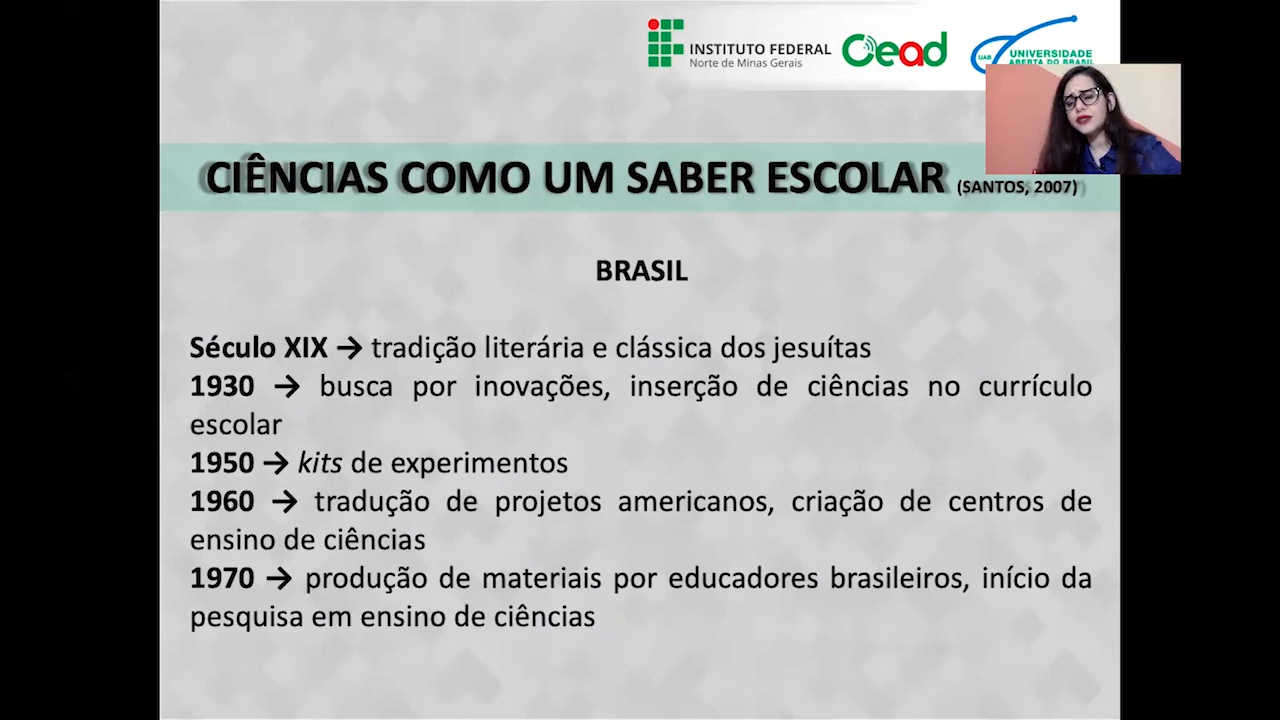 INSTITUTO FEDERAL
Norte de Minas Gerais
Cead
UAB
UNIVERSIDADE
ABERTA DO BRASIL
CIÊNCIAS COMO UM SABER ESCOLAR (SANTOS, 2007)
BRASIL
Século XIX → tradição literária e clássica dos jesuítas
1930 → busca por inovações, inserção de ciências no currículo
escolar
1950 → kits de experimentos
1960 → tradução de projetos americanos, criação de centros de
ensino de ciências
1970 → produção de materiais por educadores brasileiros, início da
pesquisa em ensino de ciências